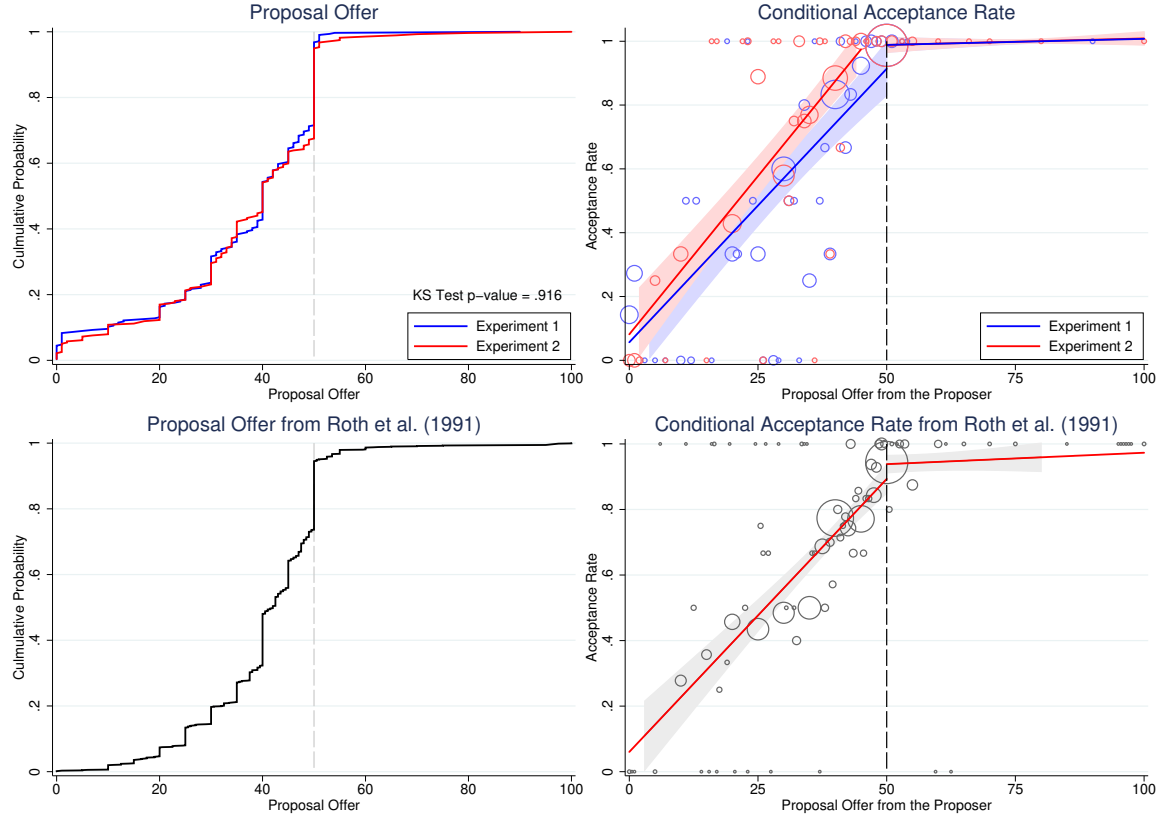 Proposal Offer
Culmulative Probability
1
.8
.6
.4
.2
0
KS Test p-value = .916
Experiment 1
Experiment 2
0 20 40 60 80 100
Proposal Offer
Conditional Acceptance Rate
Acceptance Rate
1
.8
.6
.4
.2
0
Experiment 1
Experiment 2
0 25 50 75 100
Proposal Offer from the Proposer
Proposal Offer from Roth et al. (1991)
Culmulative Probability
1
.8
.6
.4
.2
0
0 20 40 60 80 100
Proposal Offer
Conditional Acceptance Rate from Roth et al. (1991)
Acceptance Rate
1
.8
.6
.4
.2
0
0 25 50 75 100
Proposal Offer from the Proposer